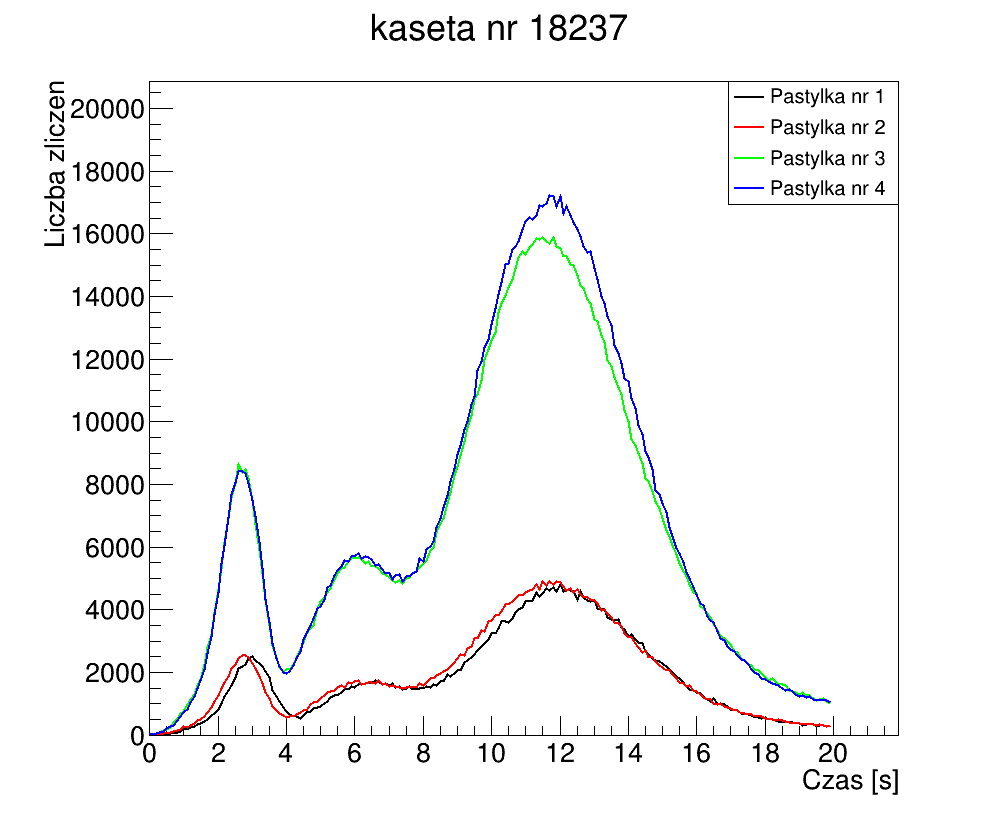 kaseta nr 18237
Liczba zliczen
Pastylka nr 1
Pastylka nr 2
Pastylka nr 3
Pastylka nr 4
20000
18000
16000
14000
12000
10000
8000
6000
4000
2000
0
0 2 4 6 8 10 12 14 16 18 20
Czas [s]